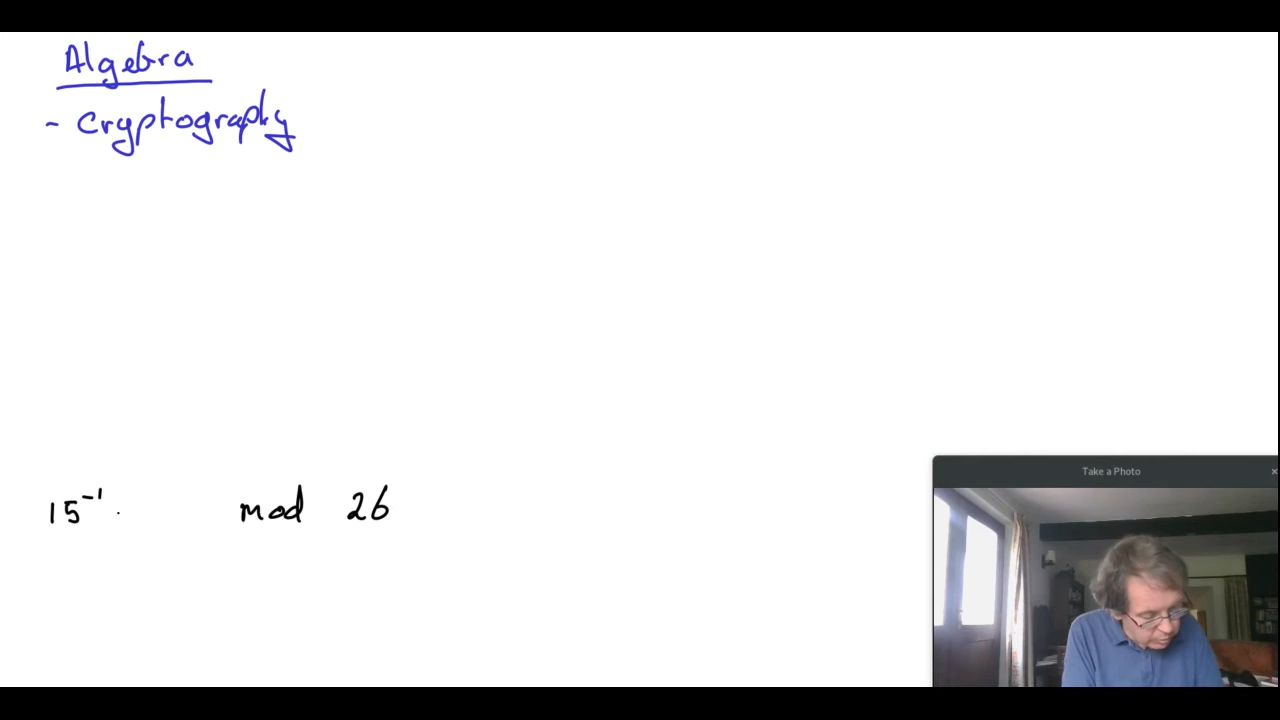 Algebra
- Cryptography
15⁻¹ mod 26
Take a Photo ×